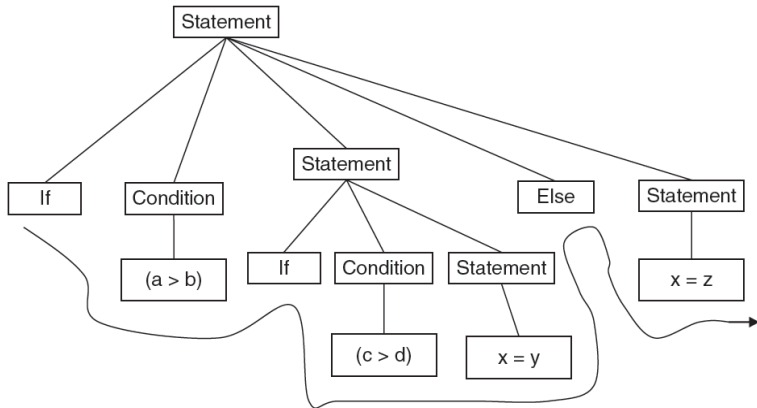 Statement
Statement
If
Condition
Else
Statement
(a > b)
If
Condition
Statement
x = z
(c > d)
x = y